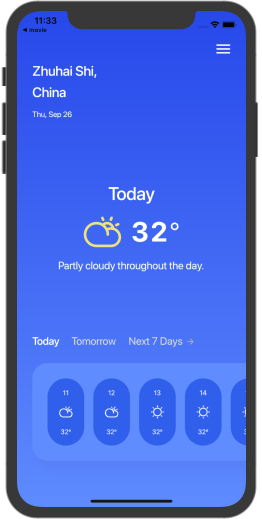 11:33
◀ movie
Zhuhai Shi,
China
Thu, Sep 26
Today
32°
Partly cloudy throughout the day.
Today Tomorrow Next 7 Days →
11 12 13 14
32° 32° 32° 32°